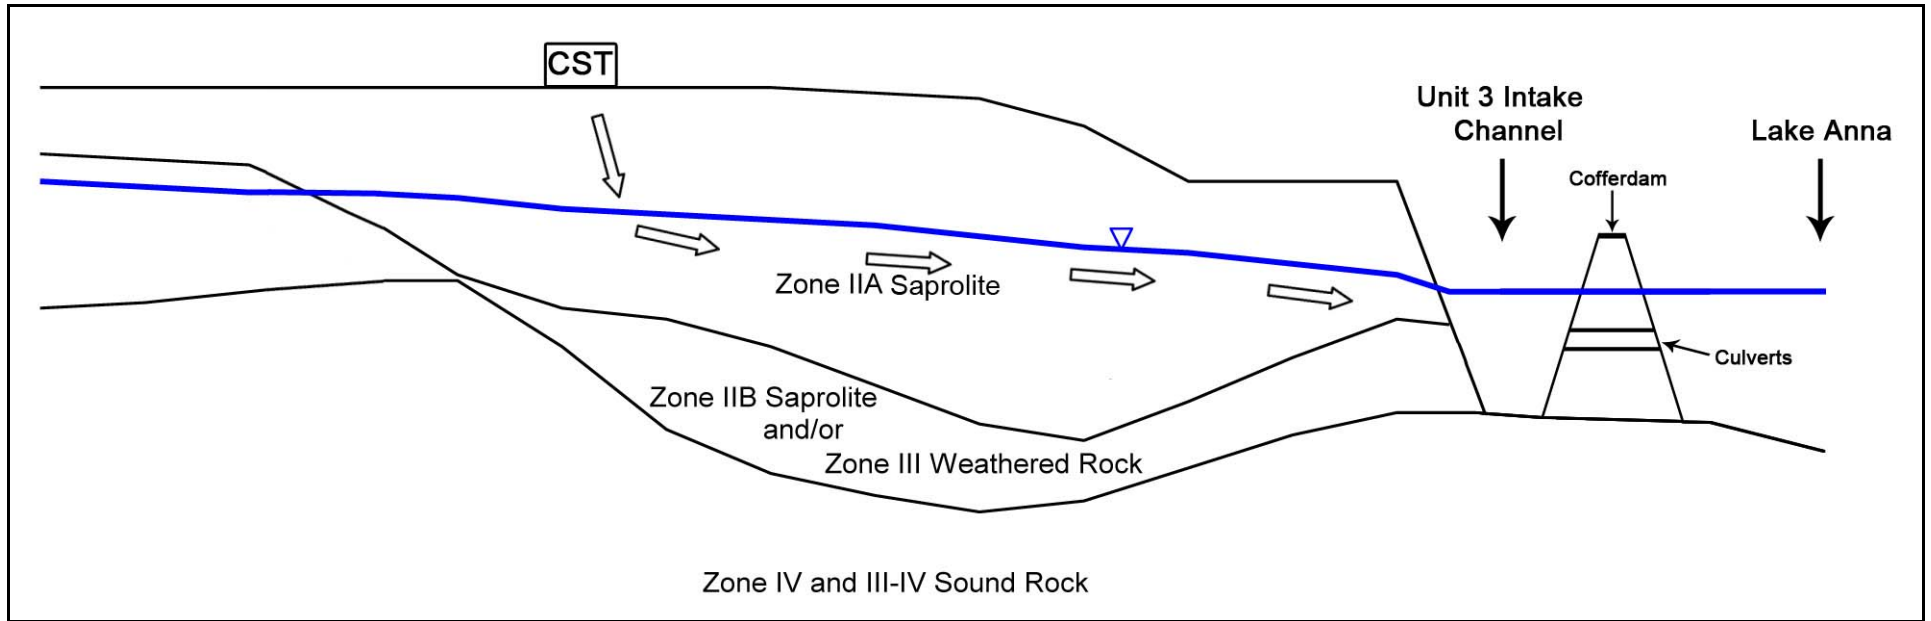 CST
Unit 3 Intake
Channel
Lake Anna
Cofferdam
Culverts
Zone IIA Saprolite
Zone IIB Saprolite
and/or
Zone III Weathered Rock
Zone IV and III-IV Sound Rock